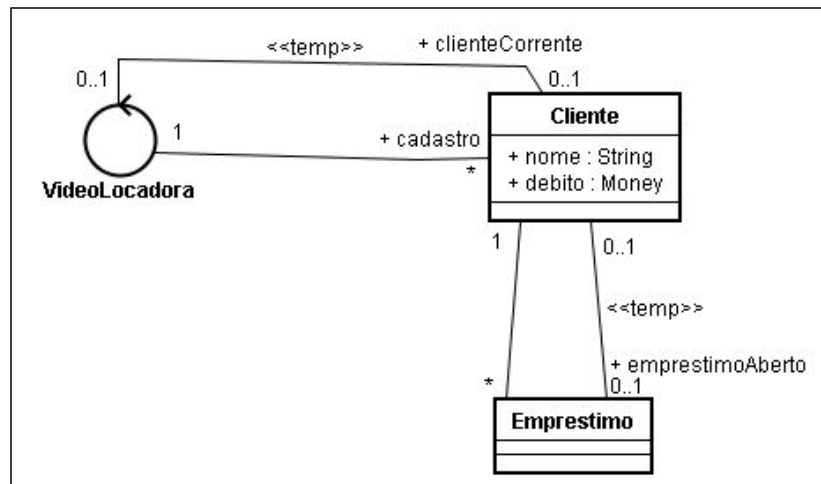 <<temp>>
+ clienteCorrente
0..1
0..1
Cliente
1
+ cadastro
+ nome : String
*
+ debito : Money
VideoLocadora
1
0..1
<<temp>>
+ emprestimoAberto
*
0..1
Emprestimo